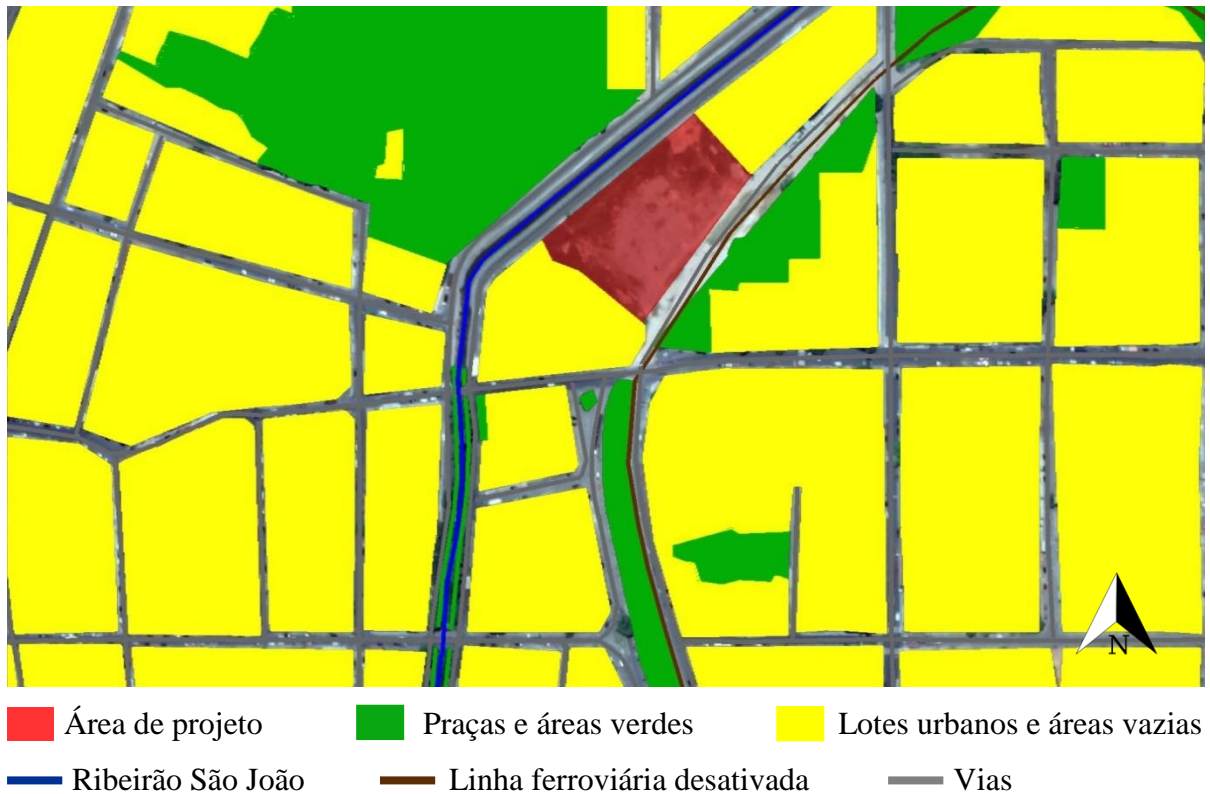 N
Área de projeto Praças e áreas verdes Lotes urbanos e áreas vazias
Ribeirão São João Linha ferroviária desativada Vias